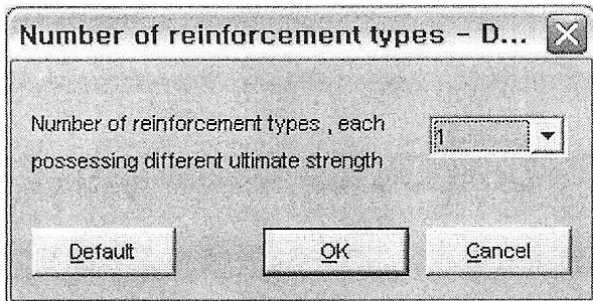 Number of reinforcement types - D...
Number of reinforcement types , each
possessing different ultimate strength
1
Default
OK
Cancel